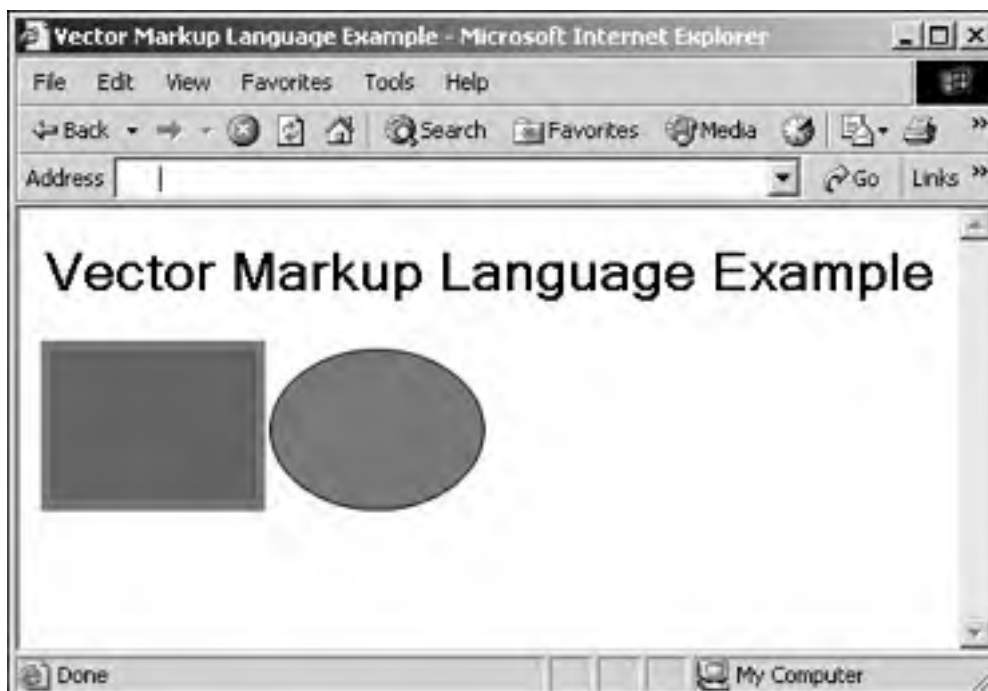 Vector Markup Language Example - Microsoft Internet Explorer
File Edit View Favorites Tools Help
Back Search Favorites Media »
Address Go Links »
Vector Markup Language Example
Done My Computer